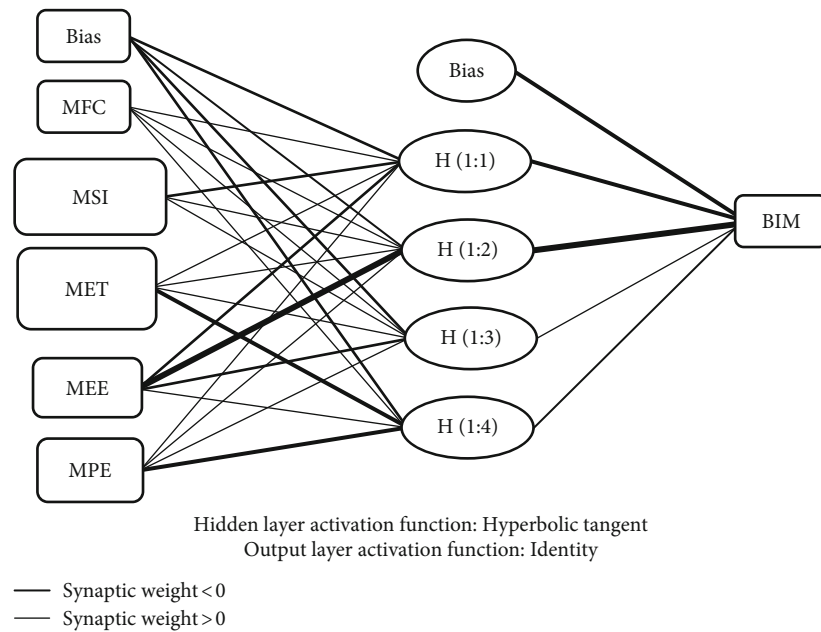 Bias
MFC
MSI
MET
MEE
MPE
Bias
H (1:1)
H (1:2)
H (1:3)
H (1:4)
BIM
Hidden layer activation function: Hyperbolic tangent
Output layer activation function: Identity
Synaptic weight < 0
Synaptic weight > 0